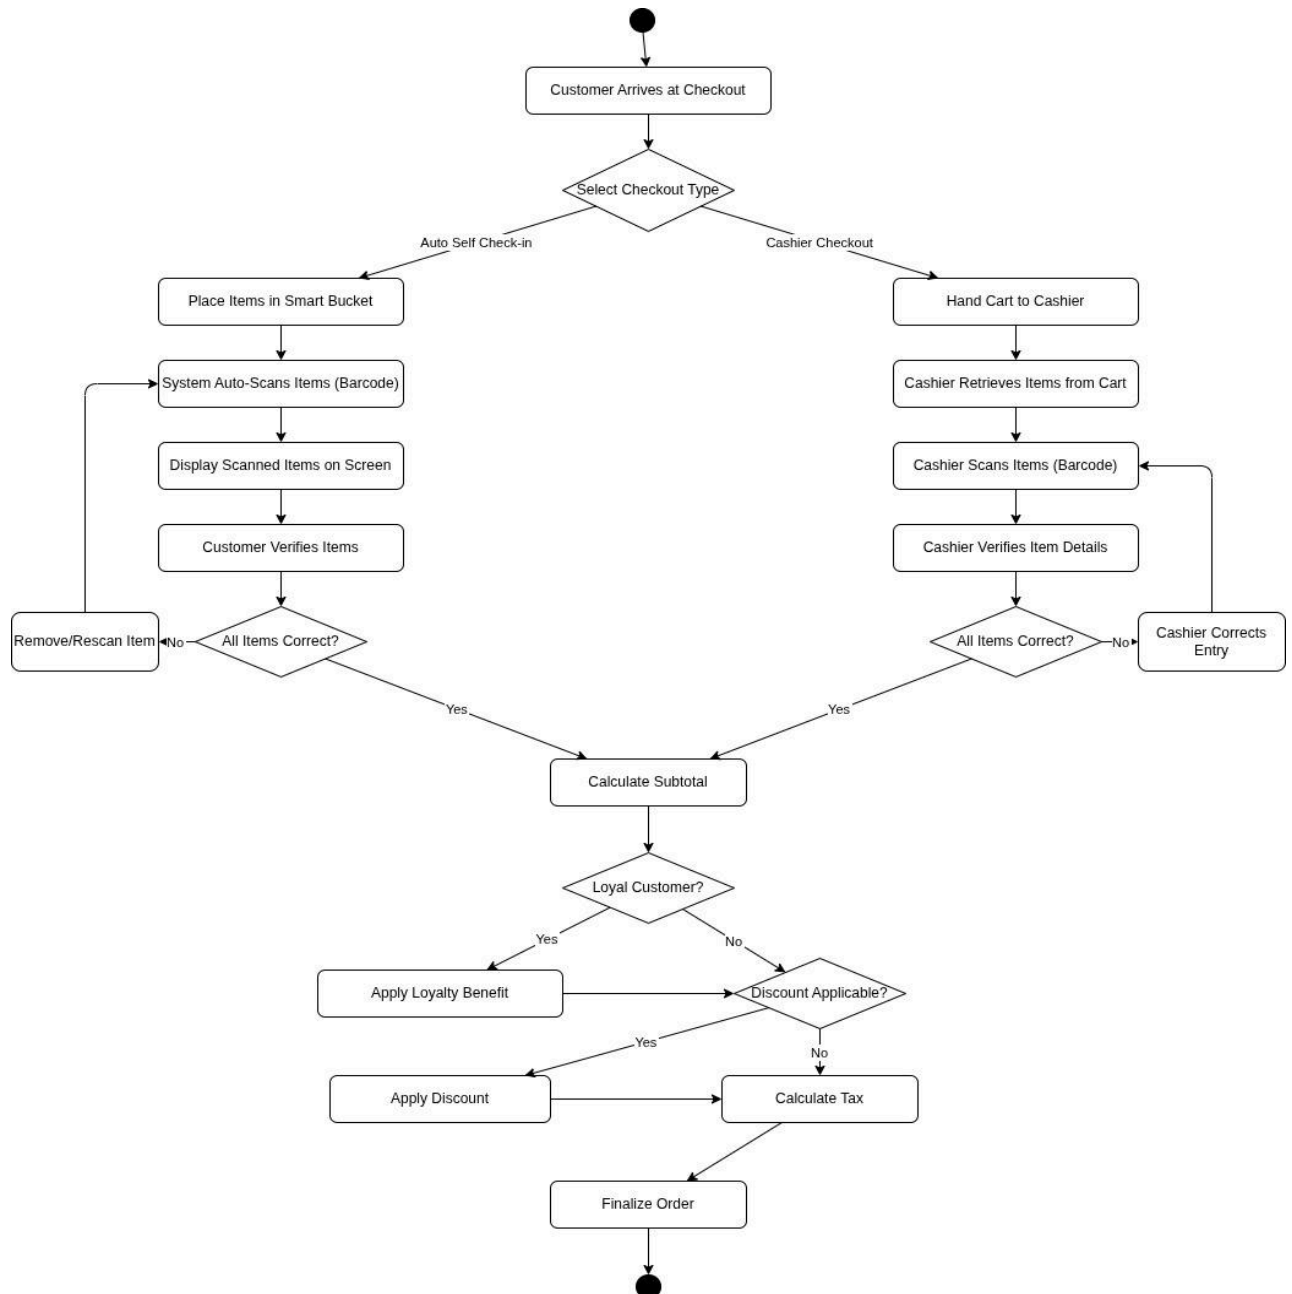 Customer Arrives at Checkout
Select Checkout Type
Auto Self Check-in
Cashier Checkout
Place Items in Smart Bucket
Hand Cart to Cashier
System Auto-Scans Items (Barcode)
Cashier Retrieves Items from Cart
Display Scanned Items on Screen
Cashier Scans Items (Barcode)
Customer Verifies Items
Cashier Verifies Item Details
Remove/Rescan Item
No
All Items Correct?
All Items Correct?
No
Cashier Corrects
Entry
Yes
Yes
Calculate Subtotal
Loyal Customer?
Yes
No
Apply Loyalty Benefit
Discount Applicable?
Yes
No
Apply Discount
Calculate Tax
Finalize Order